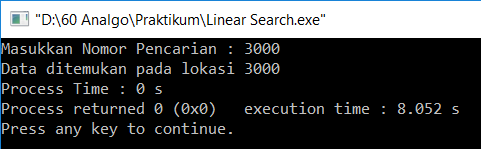 "D:\60 Analgo\Praktikum\Linear Search.exe"
Masukkan Nomor Pencarian : 3000
Data ditemukan pada lokasi 3000
Process Time : 0 s
Process returned 0 (0x0)   execution time : 8.052 s
Press any key to continue.